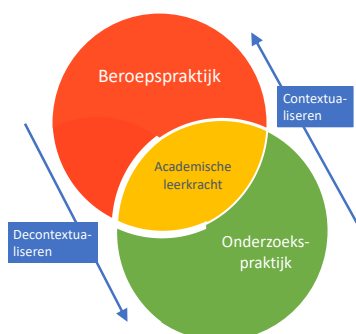 Beroepspraktijk
Contextua-
liseren
Academische
leerkracht
Decontextua-
liseren
Onderzoeks-
praktijk